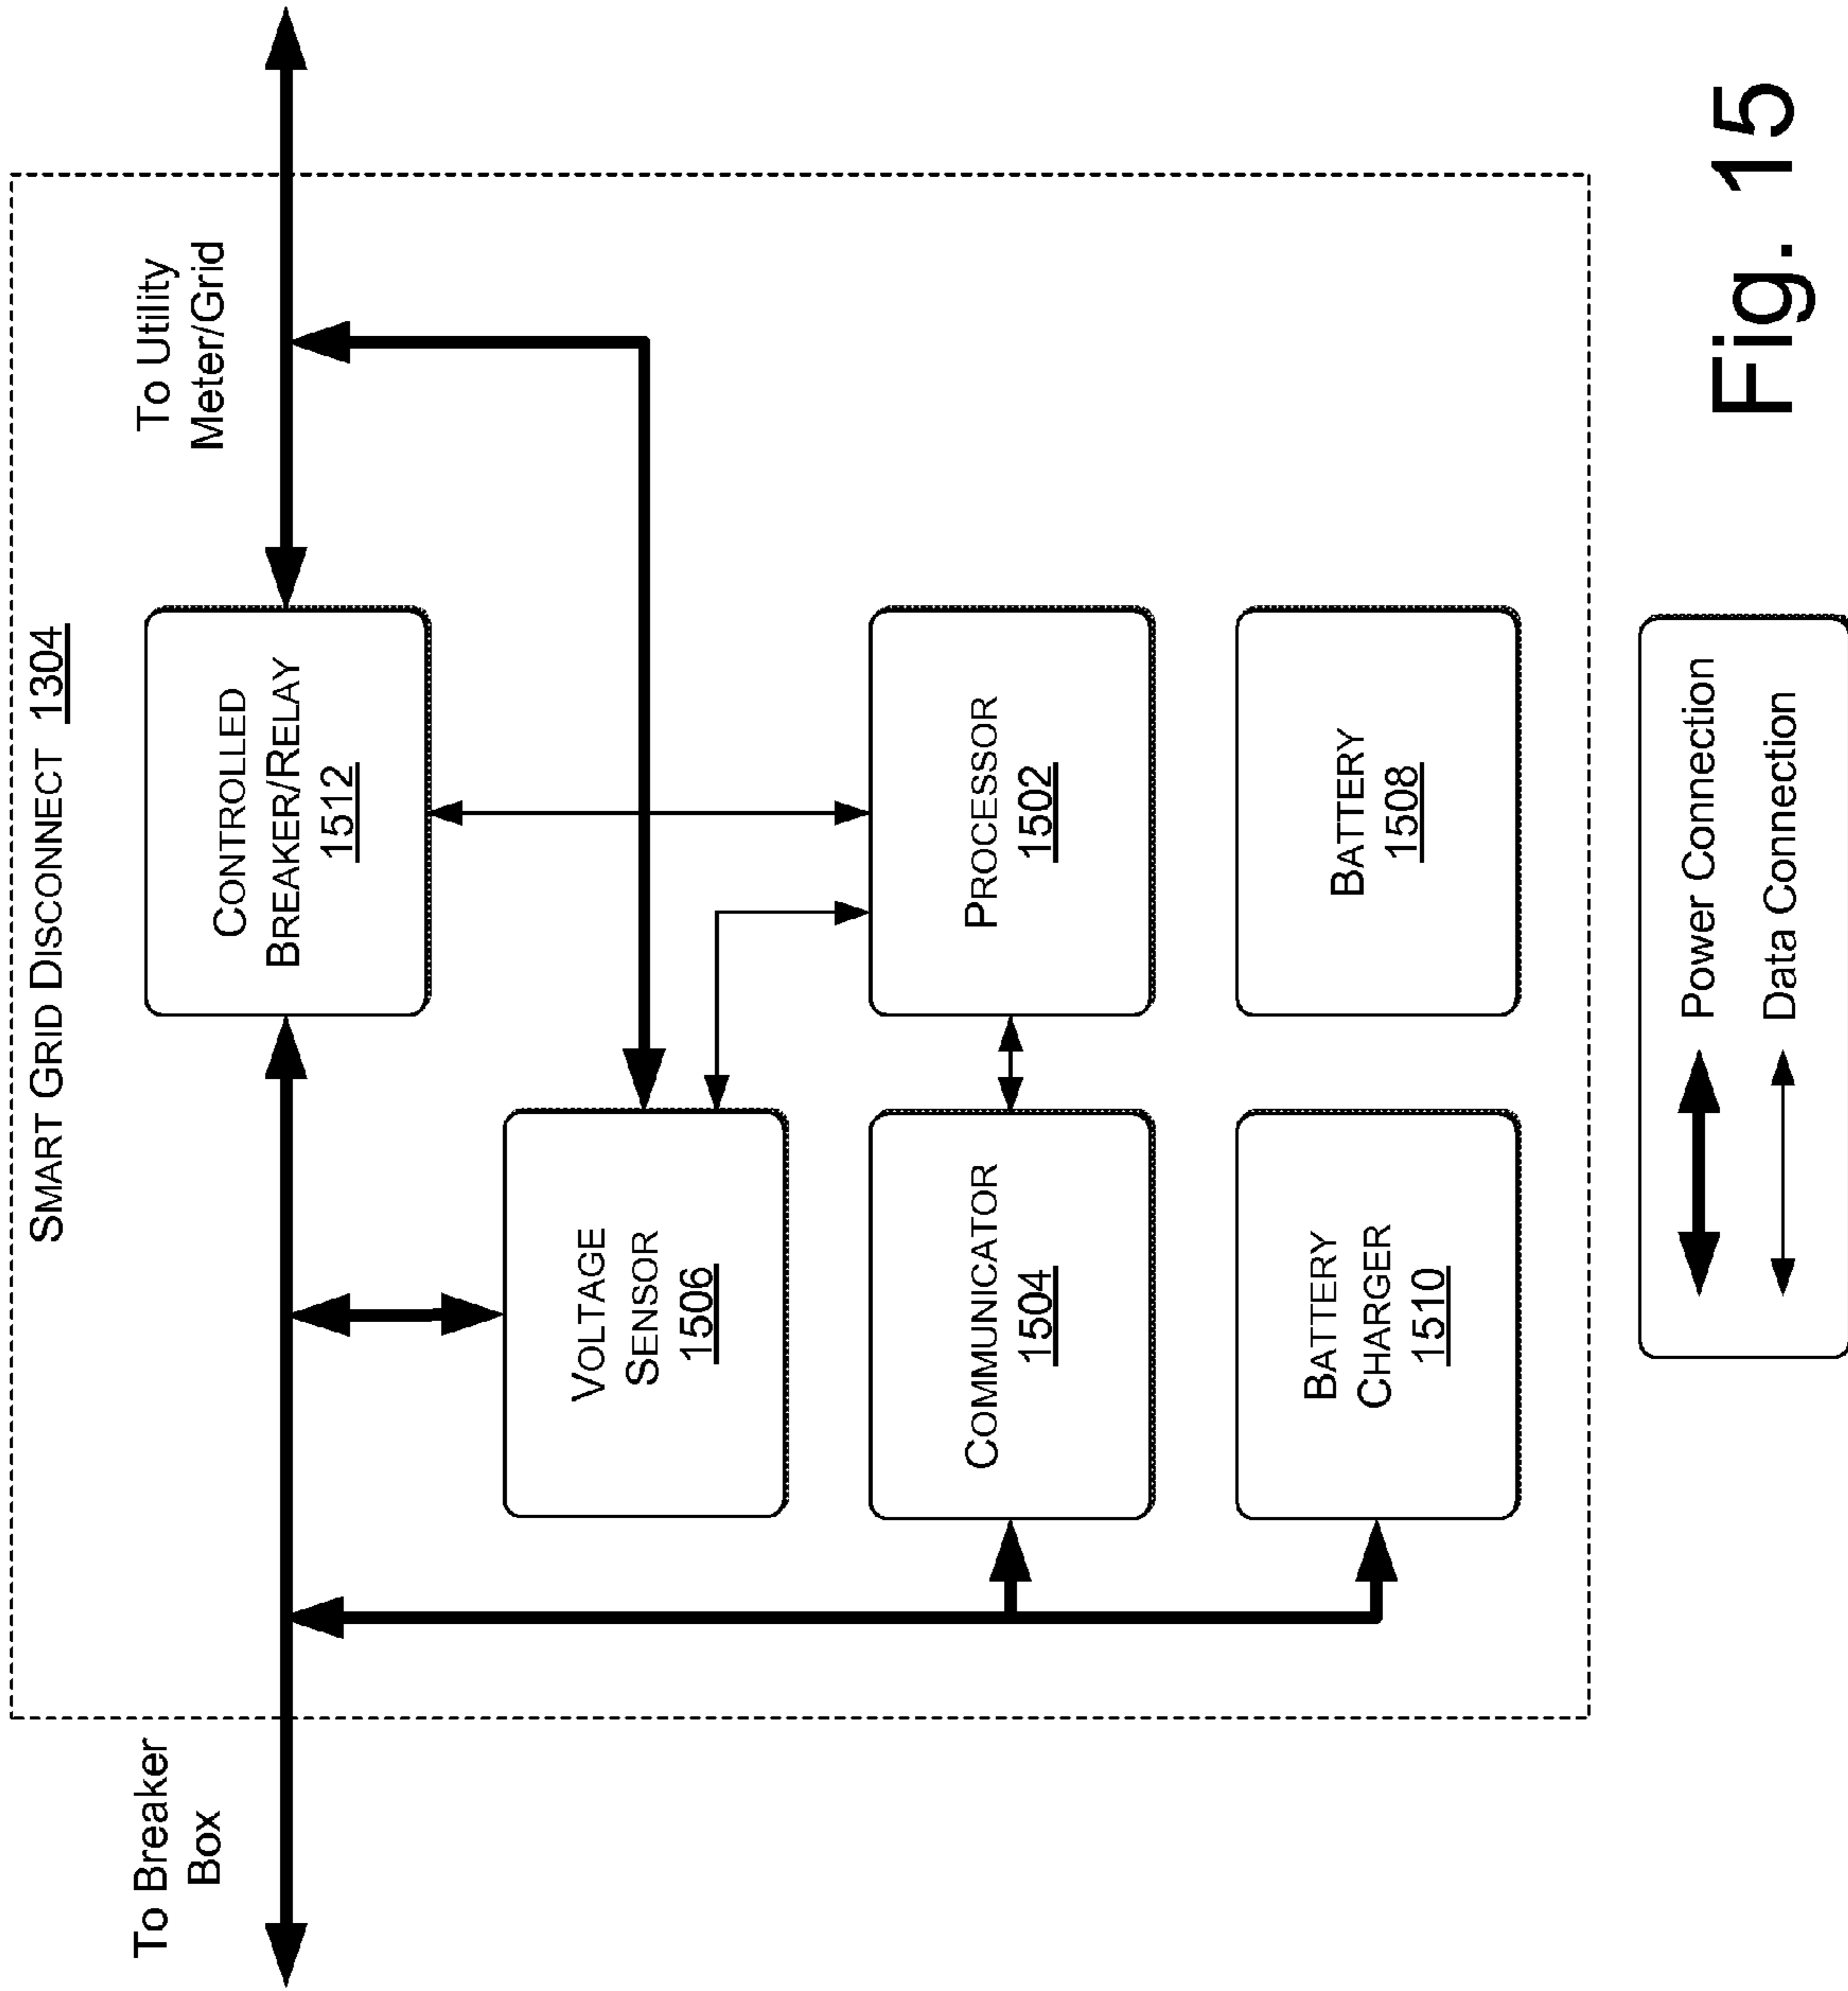 SMART GRID DISCONNECT 1304
To Breaker
Box
To Utility
Meter/Grid
CONTROLLED
BREAKER/RELAY
1512
VOLTAGE
SENSOR
1506
COMMUNICATOR
1504
PROCESSOR
1502
BATTERY
CHARGER
1510
BATTERY
1508
Power Connection
Data Connection
Fig. 15